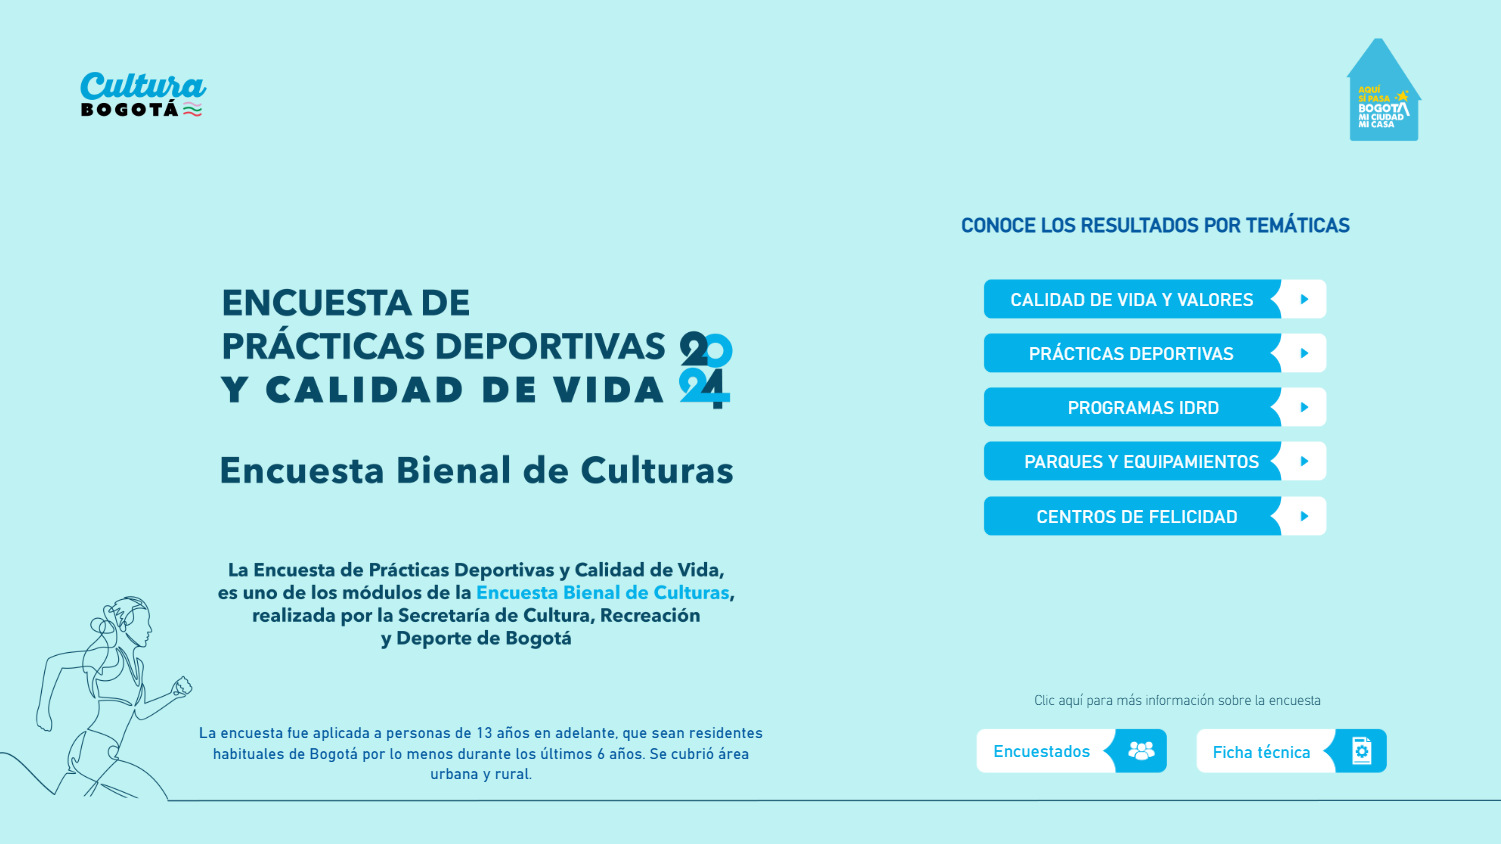 Cultura
BOGOTÁ
AQUÍ
SÍ PASA
BOGOTÁ
MI CIUDAD
MI CASA
ENCUESTA DE
PRÁCTICAS DEPORTIVAS
Y CALIDAD DE VIDA
2024
Encuesta Bienal de Culturas
La Encuesta de Prácticas Deportivas y Calidad de Vida,
es uno de los módulos de la Encuesta Bienal de Culturas,
realizada por la Secretaría de Cultura, Recreación
y Deporte de Bogotá
La encuesta fue aplicada a personas de 13 años en adelante, que sean residentes
habituales de Bogotá por lo menos durante los últimos 6 años. Se cubrió área
urbana y rural.
CONOCE LOS RESULTADOS POR TEMÁTICAS
CALIDAD DE VIDA Y VALORES
PRÁCTICAS DEPORTIVAS
PROGRAMAS IDRD
PARQUES Y EQUIPAMIENTOS
CENTROS DE FELICIDAD
Clic aquí para más información sobre la encuesta
Encuestados
Ficha técnica